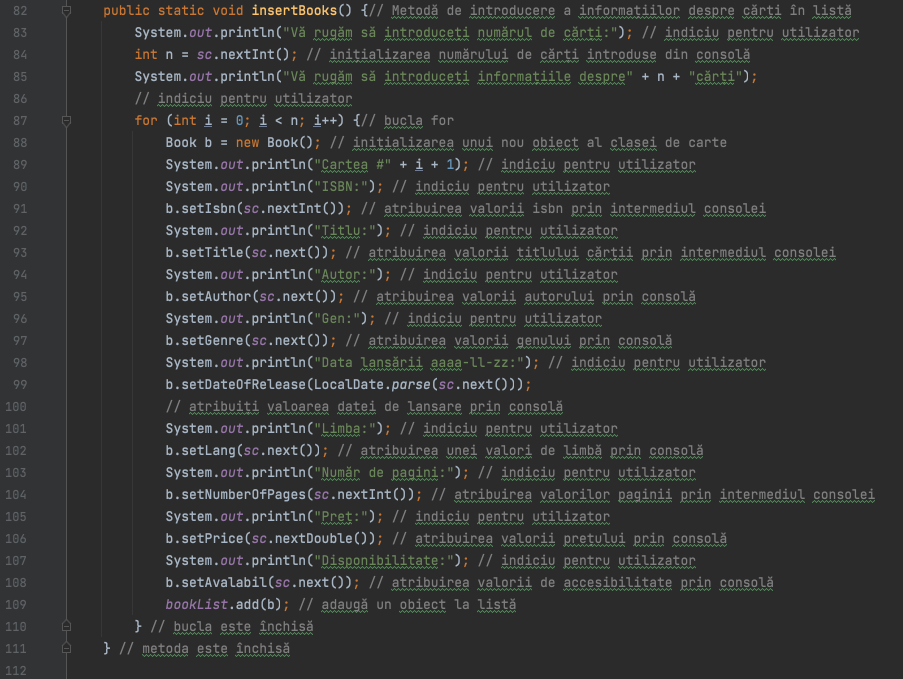 82 public static void insertBooks() {// Metodă de introducere a informațiilor despre cărți în listă
83 System.out.println("Vă rugăm să introduceți numărul de cărți:"); // indiciu pentru utilizator
84 int n = sc.nextInt(); // inițializarea numărului de cărți introduse din consolă
85 System.out.println("Vă rugăm să introduceți informațiile despre" + n + "cărți");
86 // indiciu pentru utilizator
87 for (int i = 0; i < n; i++) {// bucla for
88 Book b = new Book(); // inițializarea unui nou obiect al clasei de carte
89 System.out.println("Cartea #" + i + 1); // indiciu pentru utilizator
90 System.out.println("ISBN:"); // indiciu pentru utilizator
91 b.setIsbn(sc.nextInt()); // atribuirea valorii isbn prin intermediul consolei
92 System.out.println("Titlu:"); // indiciu pentru utilizator
93 b.setTitle(sc.next()); // atribuirea valorii titlului cărții prin intermediul consolei
94 System.out.println("Autor:"); // indiciu pentru utilizator
95 b.setAuthor(sc.next()); // atribuirea valorii autorului prin consolă
96 System.out.println("Gen:"); // indiciu pentru utilizator
97 b.setGenre(sc.next()); // atribuirea valorii genului prin consolă
98 System.out.println("Data lansării aaaa-ll-zz:"); // indiciu pentru utilizator
99 b.setDateOfRelease(LocalDate.parse(sc.next()));
100 // atribuiți valoarea datei de lansare prin consolă
101 System.out.println("Limba:"); // indiciu pentru utilizator
102 b.setLang(sc.next()); // atribuirea unei valori de limbă prin consolă
103 System.out.println("Număr de pagini:"); // indiciu pentru utilizator
104 b.setNumberOfPages(sc.nextInt()); // atribuirea valorilor paginii prin intermediul consolei
105 System.out.println("Preț:"); // indiciu pentru utilizator
106 b.setPrice(sc.nextDouble()); // atribuirea valorii prețului prin consolă
107 System.out.println("Disponibilitate:"); // indiciu pentru utilizator
108 b.setAvalabil(sc.next()); // atribuirea valorii de accesibilitate prin consolă
109 bookList.add(b); // adaugă un obiect la listă
110 } // bucla este închisă
111 } // metoda este închisă
112